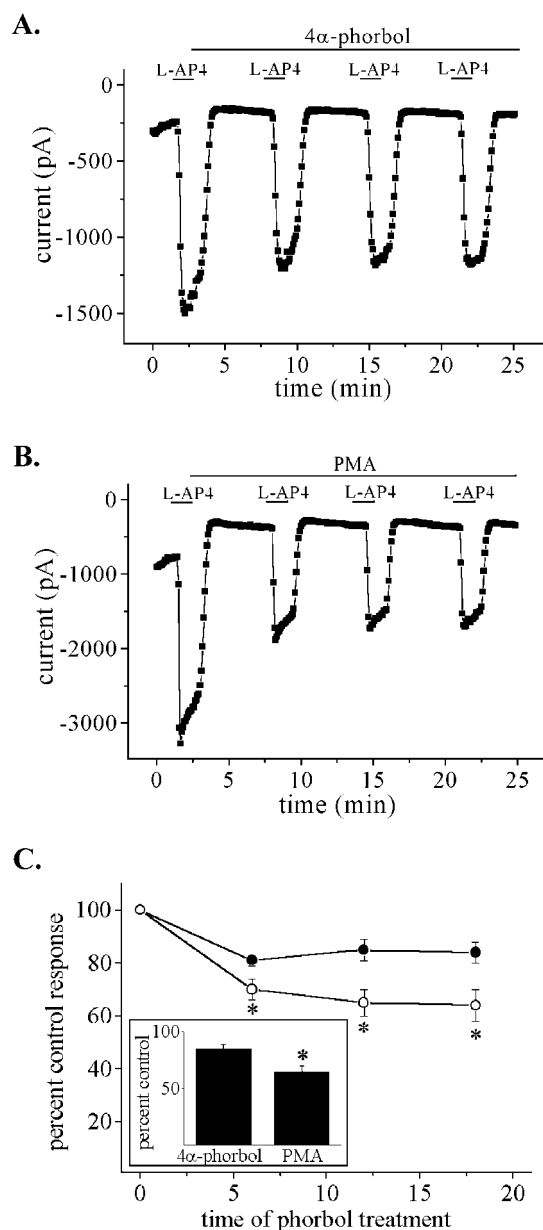 A.
4α-phorbol
L-AP4 L-AP4 L-AP4 L-AP4
0
-500
-1000
-1500
current (pA)
0 5 10 15 20 25
time (min)
B.
PMA
L-AP4 L-AP4 L-AP4 L-AP4
0
-1000
-2000
-3000
current (pA)
0 5 10 15 20 25
time (min)
C.
100
80
60
40
20
percent control response
* * *
100
50
percent control
*
4α-phorbol PMA
0 5 10 15 20
time of phorbol treatment